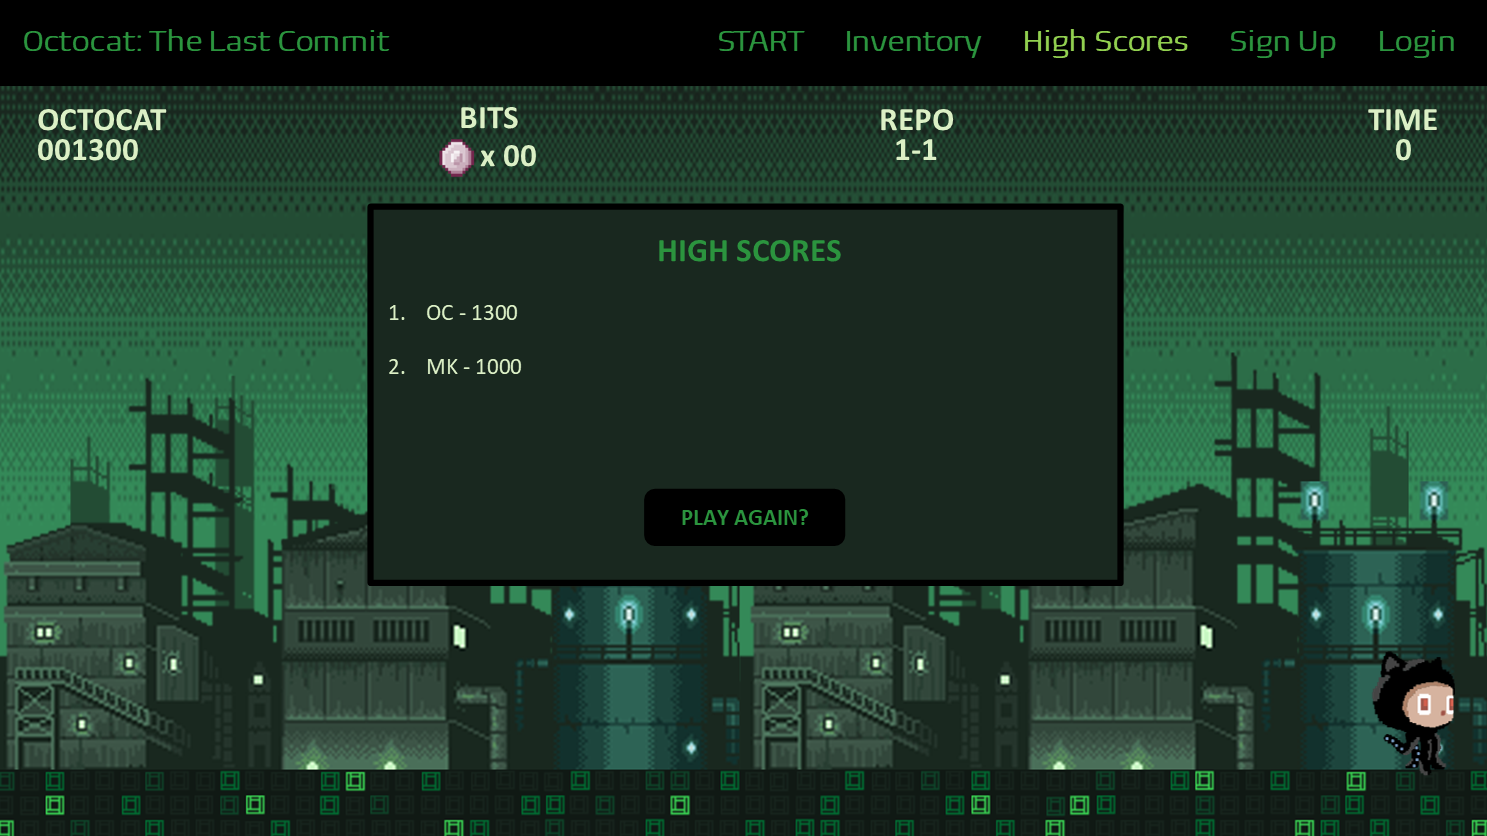 Octocat: The Last Commit
START Inventory High Scores Sign Up Login
OCTOCAT
001300
BITS
x 00
REPO
1-1
TIME
0
HIGH SCORES
1. OC - 1300
2. MK - 1000
PLAY AGAIN?